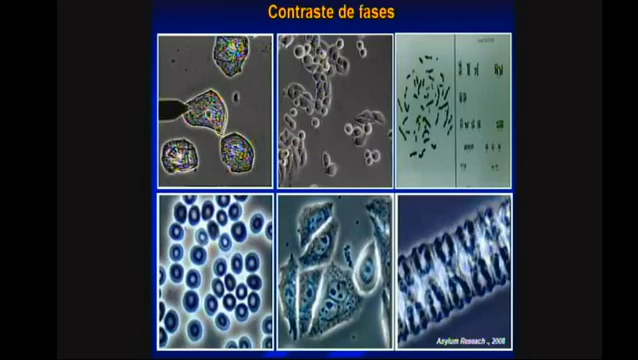 Contraste de fases
Asylum Reseach ., 2008